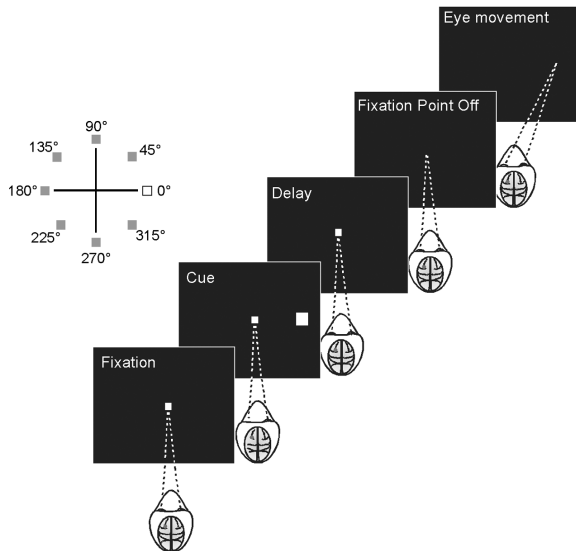 Eye movement
Fixation Point Off
Delay
Cue
Fixation
90°
135°
45°
180°
0°
225°
315°
270°